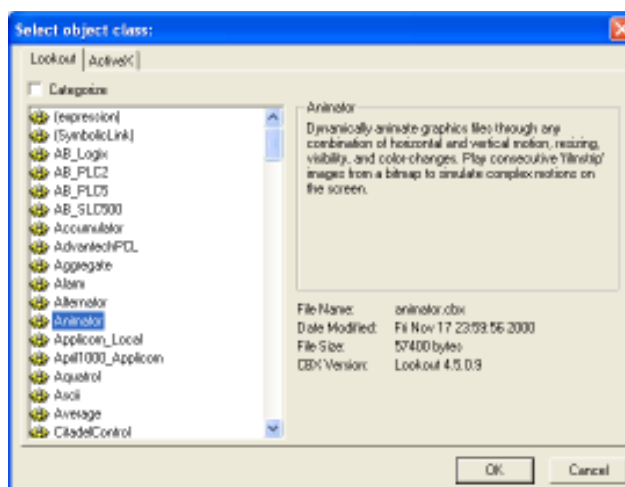 Select object class:
Lookout
ActiveX
Categorize
(expression)
(SymbolicLink)
AB_Logix
AB_PLC2
AB_PLC5
AB_SLC500
Accumulator
AdvantechPCL
Aggregate
Alarm
Alternator
Animator
Applicom_Local
April1000_Applicom
Aquatrol
Ascii
Average
CitadelControl
Animator
Dynamically animate graphics files through any
combination of horizontal and vertical motion, resizing,
visibility, and color-changes. Play consecutive 'filmstrip'
images from a bitmap to simulate complex motions on
the screen.
File Name: animator.cbx
Date Modified: Fri Nov 17 23:59:56 2000
File Size: 57400 bytes
CBX Version: Lookout 4.5.0.9
OK
Cancel